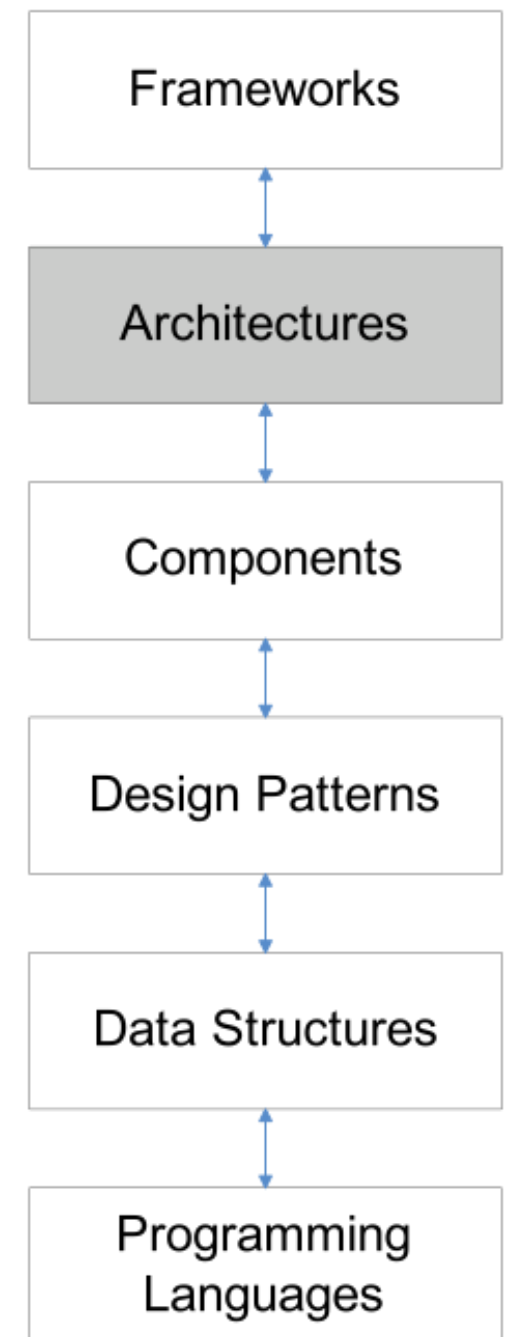 Frameworks
Architectures
Components
Design Patterns
Data Structures
Programming
Languages